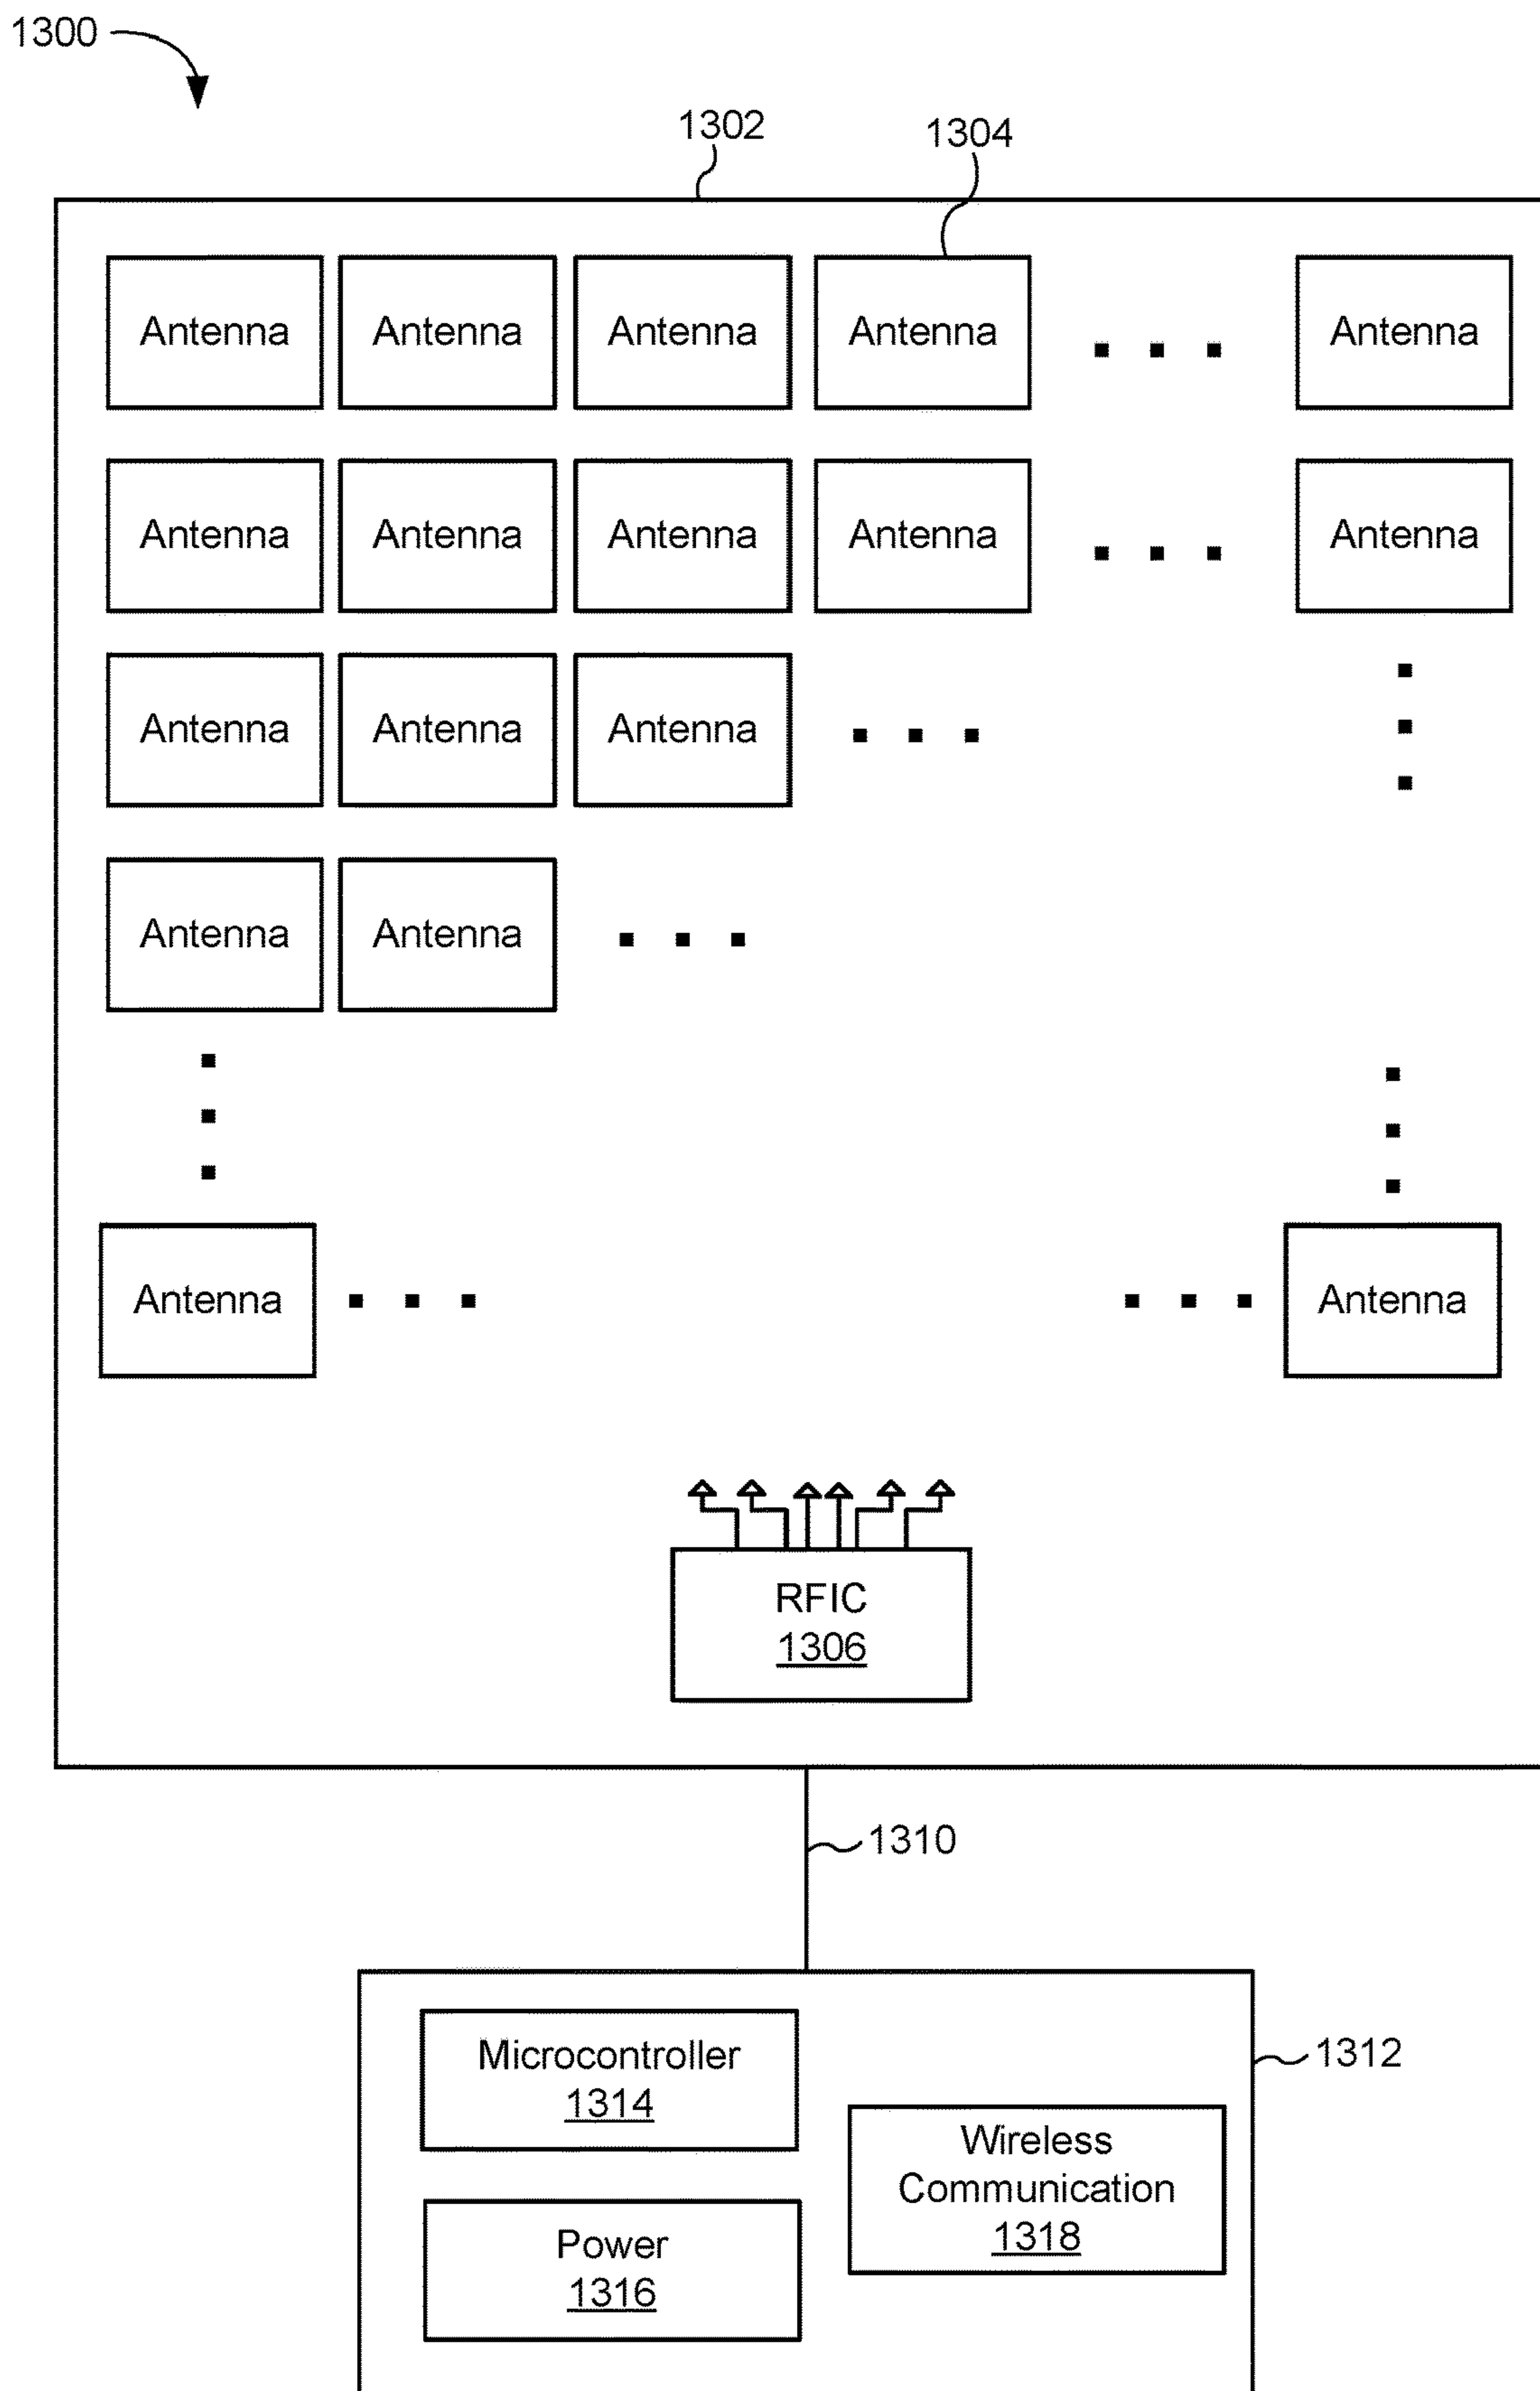 1300
1302
1304
Antenna Antenna Antenna Antenna Antenna
Antenna Antenna Antenna Antenna Antenna
Antenna Antenna Antenna
Antenna Antenna
Antenna Antenna
RFIC
1306
1310
1312
Microcontroller
1314
Wireless
Communication
1318
Power
1316